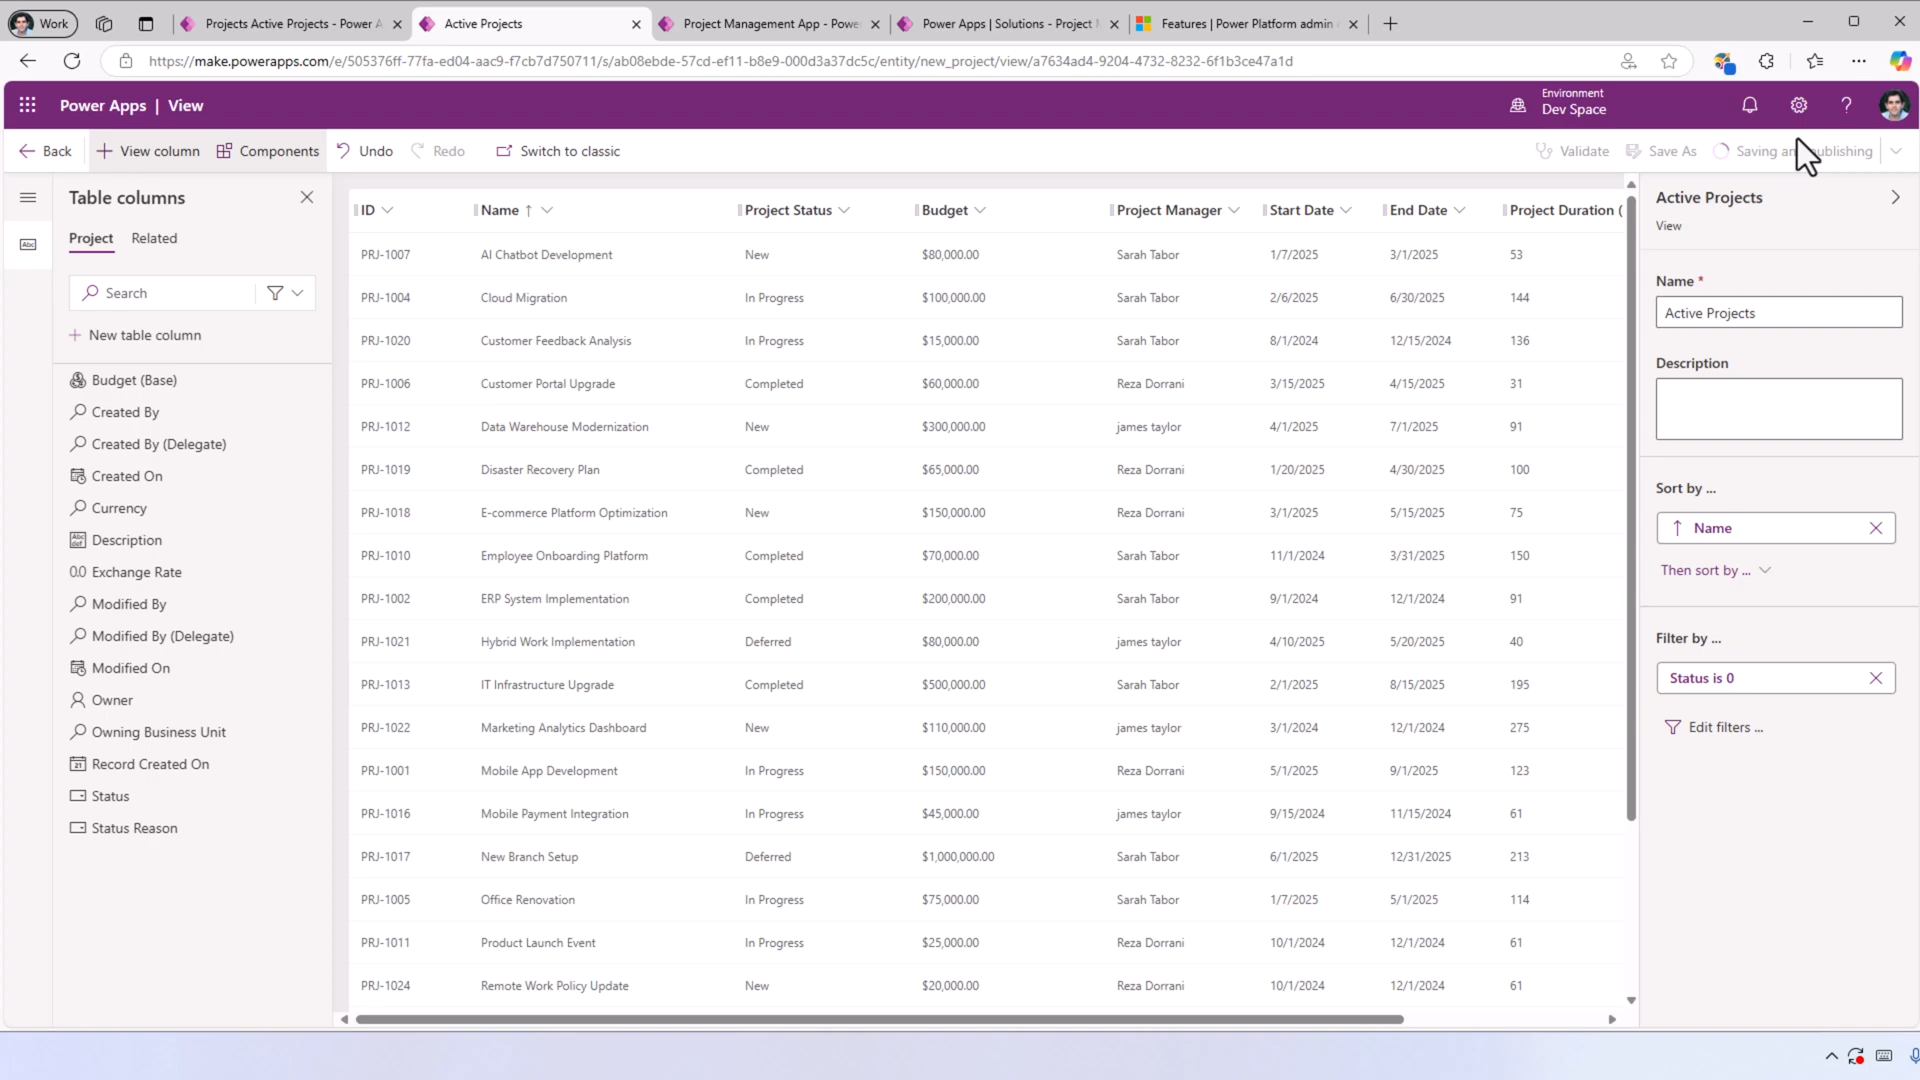 Work
Projects Active Projects - Power A
Active Projects
Project Management App - Powe
Power Apps | Solutions - Project M
Features | Power Platform admin
https://make.powerapps.com/e/505376ff-77fa-ed04-aac9-f7cb7d750711/s/ab08ebde-57cd-ef11-b8e9-000d3a37dc5c/entity/new_project/view/a7634ad4-9204-4732-8232-6f1b3ce47a1d
Power Apps | View
Environment
Dev Space
Back
View column
Components
Undo
Redo
Switch to classic
Validate
Save As
Saving an ublishing
Table columns
Project Related
Search
New table column
Budget (Base)
Created By
Created By (Delegate)
Created On
Currency
Description
Exchange Rate
Modified By
Modified By (Delegate)
Modified On
Owner
Owning Business Unit
Record Created On
Status
Status Reason
ID Name Project Status Budget Project Manager Start Date End Date Project Duration (
PRJ-1007 AI Chatbot Development New $80,000.00 Sarah Tabor 1/7/2025 3/1/2025 53
PRJ-1004 Cloud Migration In Progress $100,000.00 Sarah Tabor 2/6/2025 6/30/2025 144
PRJ-1020 Customer Feedback Analysis In Progress $15,000.00 Sarah Tabor 8/1/2024 12/15/2024 136
PRJ-1006 Customer Portal Upgrade Completed $60,000.00 Reza Dorrani 3/15/2025 4/15/2025 31
PRJ-1012 Data Warehouse Modernization New $300,000.00 james taylor 4/1/2025 7/1/2025 91
PRJ-1019 Disaster Recovery Plan Completed $65,000.00 Reza Dorrani 1/20/2025 4/30/2025 100
PRJ-1018 E-commerce Platform Optimization New $150,000.00 Reza Dorrani 3/1/2025 5/15/2025 75
PRJ-1010 Employee Onboarding Platform Completed $70,000.00 Sarah Tabor 11/1/2024 3/31/2025 150
PRJ-1002 ERP System Implementation Completed $200,000.00 Sarah Tabor 9/1/2024 12/1/2024 91
PRJ-1021 Hybrid Work Implementation Deferred $80,000.00 james taylor 4/10/2025 5/20/2025 40
PRJ-1013 IT Infrastructure Upgrade Completed $500,000.00 Sarah Tabor 2/1/2025 8/15/2025 195
PRJ-1022 Marketing Analytics Dashboard New $110,000.00 james taylor 3/1/2024 12/1/2024 275
PRJ-1001 Mobile App Development In Progress $150,000.00 Reza Dorrani 5/1/2025 9/1/2025 123
PRJ-1016 Mobile Payment Integration In Progress $45,000.00 james taylor 9/15/2024 11/15/2024 61
PRJ-1017 New Branch Setup Deferred $1,000,000.00 Sarah Tabor 6/1/2025 12/31/2025 213
PRJ-1005 Office Renovation In Progress $75,000.00 Sarah Tabor 1/7/2025 5/1/2025 114
PRJ-1011 Product Launch Event In Progress $25,000.00 Reza Dorrani 10/1/2024 12/1/2024 61
PRJ-1024 Remote Work Policy Update New $20,000.00 Reza Dorrani 10/1/2024 12/1/2024 61
Active Projects
View
Name *
Active Projects
Description
Sort by ...
Name
Then sort by ...
Filter by ...
Status is 0
Edit filters ...